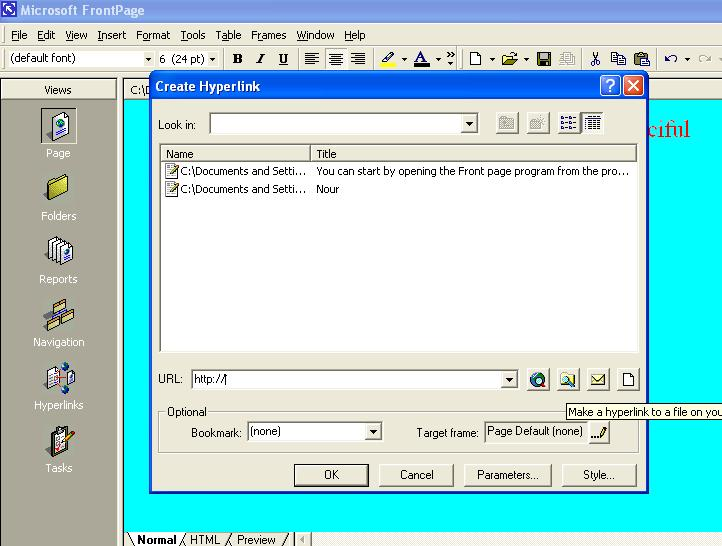 Microsoft FrontPage
File Edit View Insert Format Tools Table Frames Window Help
(default font) 6 (24 pt) B I U A
Views C:\D
Create Hyperlink
ciful
Look in:
Name Title
C:\Documents and Setti... You can start by opening the Front page program from the pro...
C:\Documents and Setti... Nour
Page
Folders
Reports
Navigation
Hyperlinks
Tasks
URL: http://
Make a hyperlink to a file on you
Optional
Bookmark: (none) Target frame: Page Default (none)
OK Cancel Parameters... Style...
Normal HTML Preview